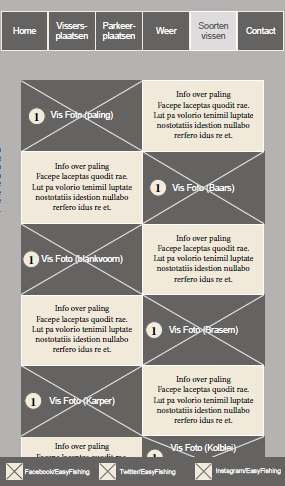 Home
Vissers-
plaatsen
Parkeer-
plaatsen
Weer
Soorten
vissen
Contact
1
Vis Foto (paling)
Info over paling
Facepe laceptas quodit rae.
Lut pa volorio tenimil luptate
nostotatiis idestion nullabo
rerfero idus re et.
Info over paling
Facepe laceptas quodit rae.
Lut pa volorio tenimil luptate
nostotatiis idestion nullabo
rerfero idus re et.
1
Vis Foto (Baars)
1
Vis Foto (blankvoorn)
Info over paling
Facepe laceptas quodit rae.
Lut pa volorio tenimil luptate
nostotatiis idestion nullabo
rerfero idus re et.
Info over paling
Facepe laceptas quodit rae.
Lut pa volorio tenimil luptate
nostotatiis idestion nullabo
rerfero idus re et.
1
Vis Foto (Brasem)
1
Vis Foto (Karper)
Info over paling
Facepe laceptas quodit rae.
Lut pa volorio tenimil luptate
nostotatiis idestion nullabo
rerfero idus re et.
Info over paling
Facepe laceptas quodit rae.
1
Vis Foto (Kolblei)
Facebook/EasyFishing
Twitter/EasyFishing
Instagram/EasyFishing